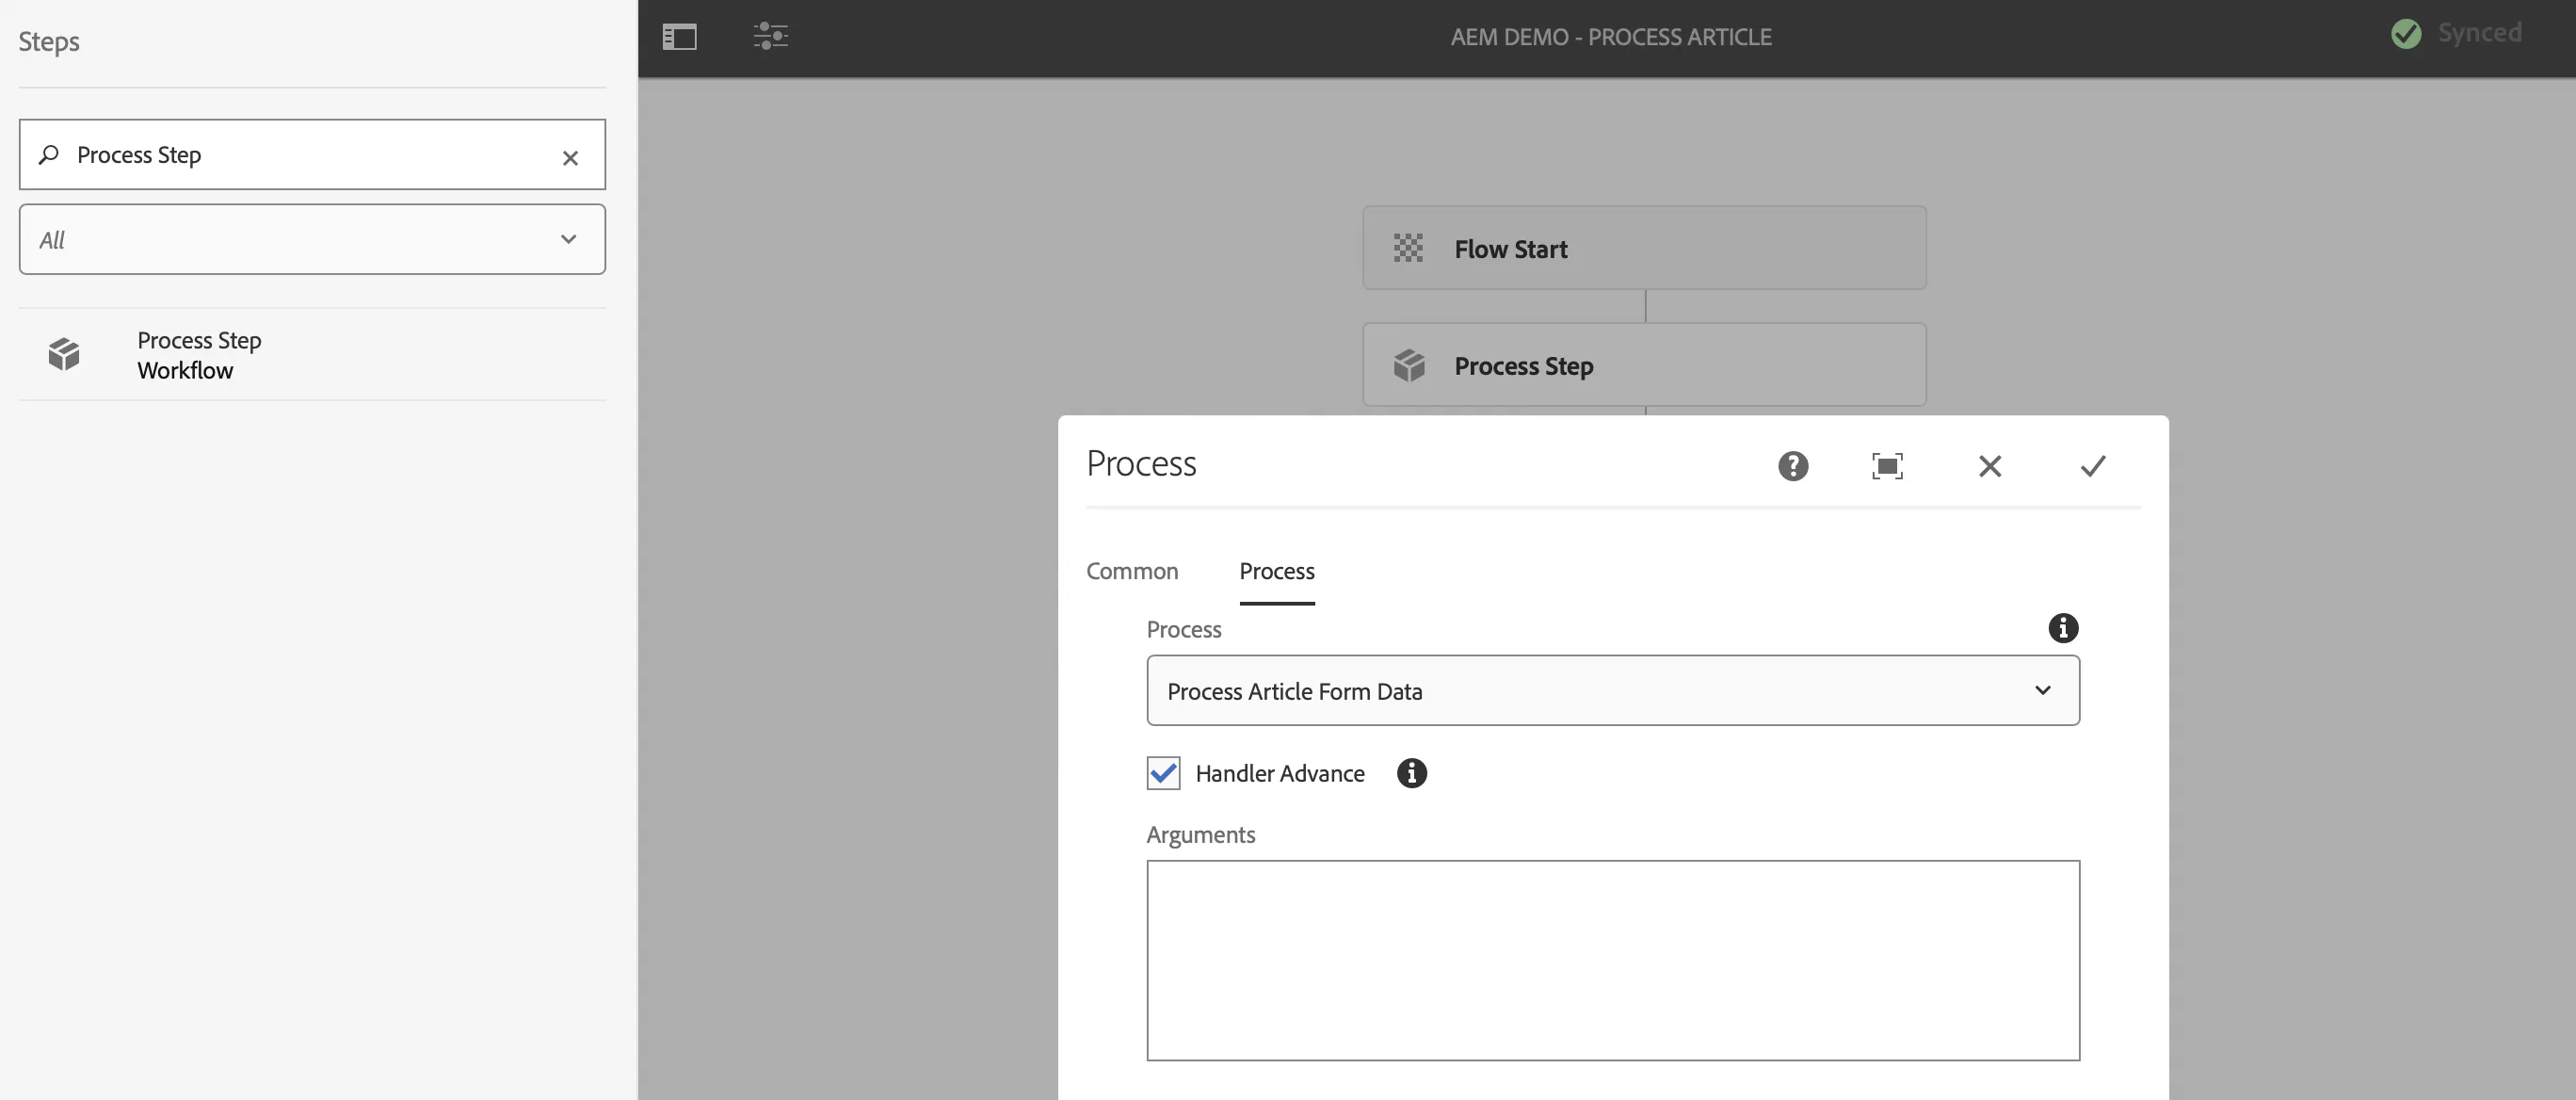 Steps
Process Step
All
Process Step
Workflow
AEM DEMO - PROCESS ARTICLE
Synced
Flow Start
Process Step
Process
Common
Process
Process
Process Article Form Data
Handler Advance
Arguments